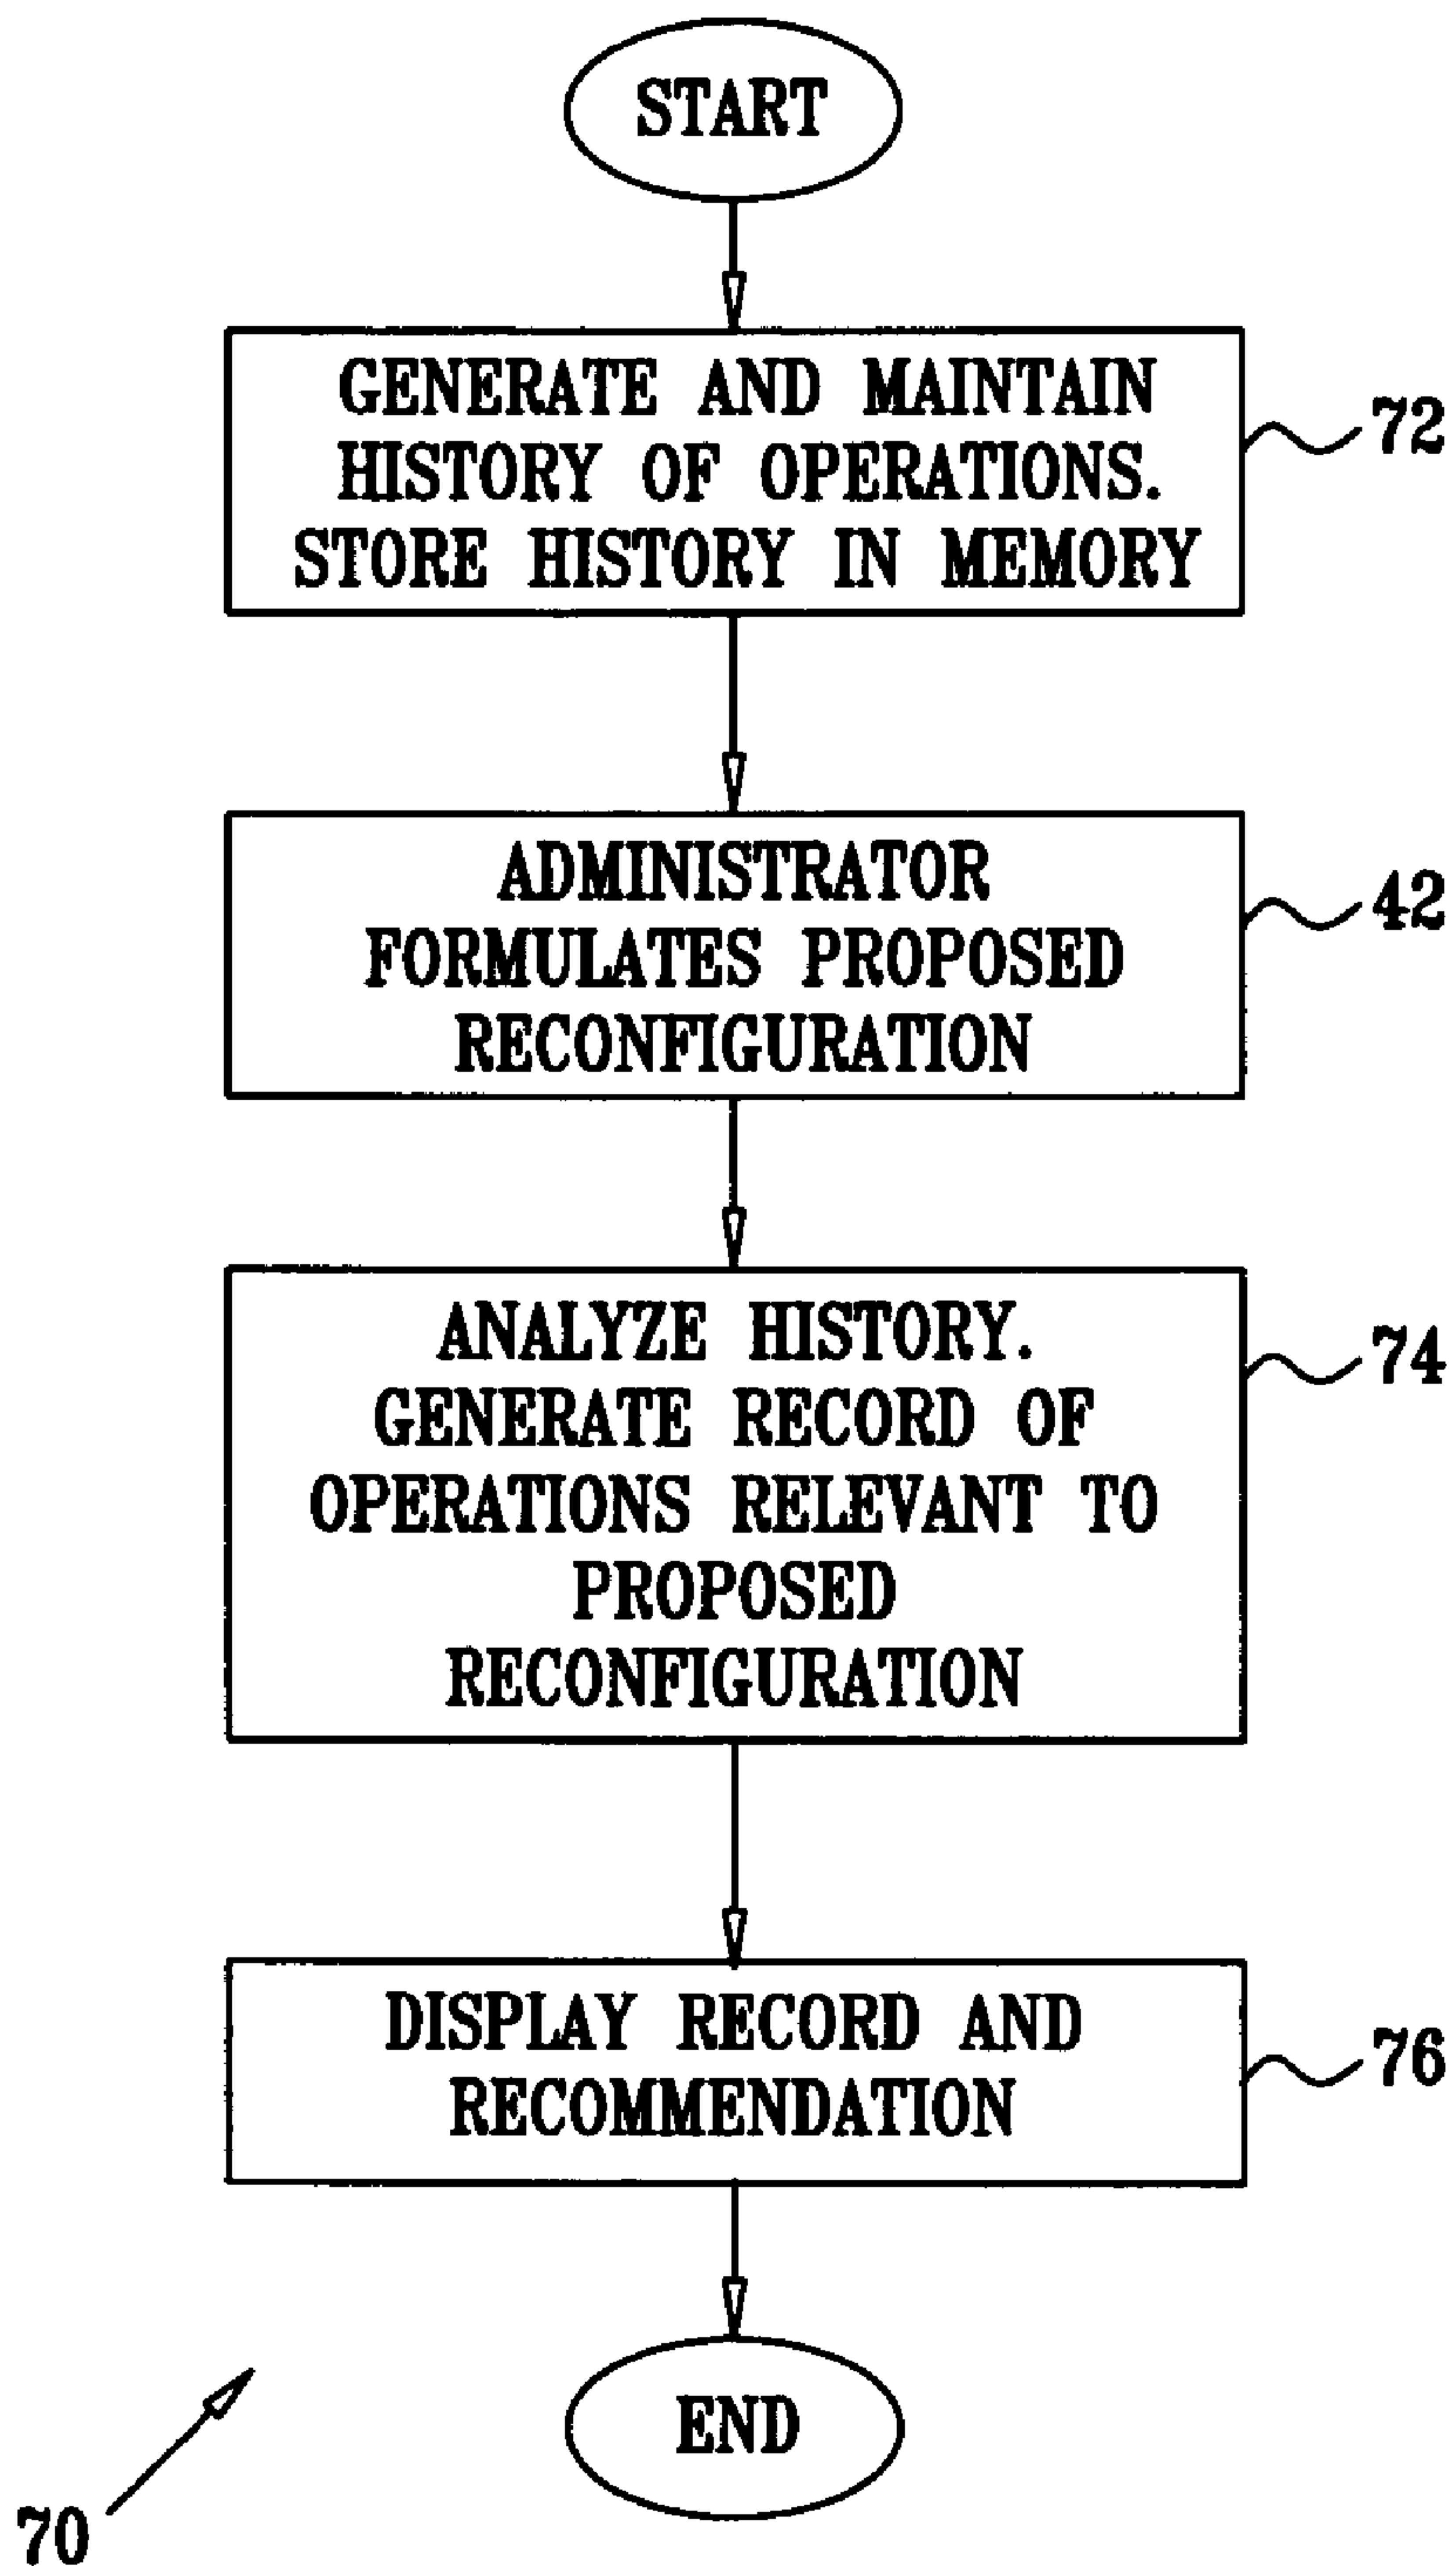 START
GENERATE AND MAINTAIN
HISTORY OF OPERATIONS.
STORE HISTORY IN MEMORY
72
ADMINISTRATOR
FORMULATES PROPOSED
RECONFIGURATION
42
ANALYZE HISTORY.
GENERATE RECORD OF
OPERATIONS RELEVANT TO
PROPOSED
RECONFIGURATION
74
DISPLAY RECORD AND
RECOMMENDATION
76
END
70